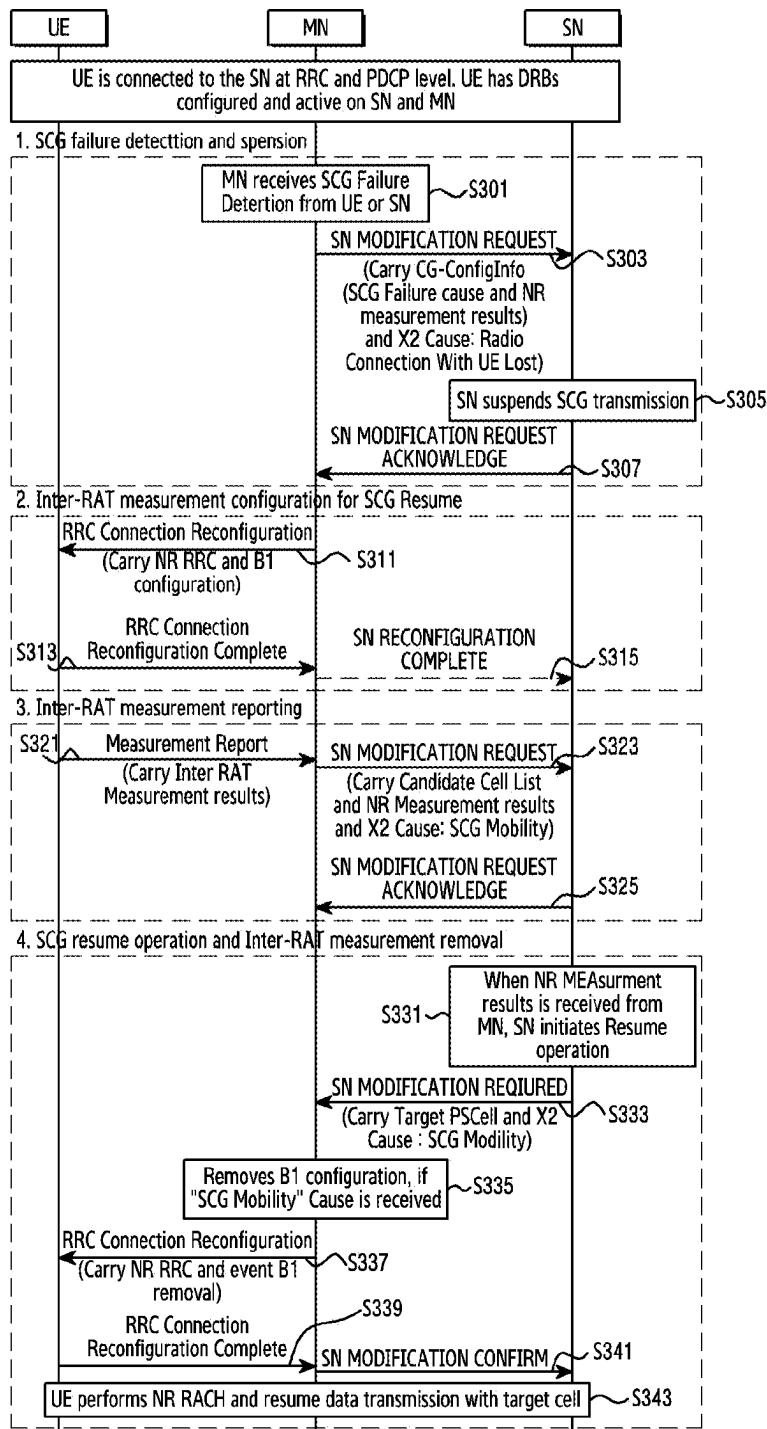 UE
MN
SN
UE is connected to the SN at RRC and PDCP level. UE has DRBs
configured and active on SN and MN
1. SCG failure detecttion and spension
MN receives SCG Failure
Detertion from UE or SN
S301
SN MODIFICATION REQUEST
S303
(Carry CG-ConfigInfo
(SCG Failure cause and NR
measurement results)
and X2 Cause: Radio
Connection With UE Lost)
SN suspends SCG transmission
S305
SN MODIFICATION REQUEST
ACKNOWLEDGE
S307
2. Inter-RAT measurement configuration for SCG Resume
RRC Connection Reconfiguration
(Carry NR RRC and B1
configuration)
S311
RRC Connection
Reconfiguration Complete
S313
SN RECONFIGURATION
COMPLETE
S315
3. Inter-RAT measurement reporting
S321
Measurement Report
(Carry Inter RAT
Measurement results)
SN MODIFICATION REQUEST
S323
(Carry Candidate Cell List
and NR Measurement results
and X2 Cause: SCG Mobility)
SN MODIFICATION REQUEST
ACKNOWLEDGE
S325
4. SCG resume operation and Inter-RAT measurement removal
When NR MEAsurment
results is received from
MN, SN initiates Resume
operation
S331
SN MODIFICATION REQIURED
S333
(Carry Target PSCell and X2
Cause : SCG Modility)
Removes B1 configuration, if
"SCG Mobility" Cause is received
S335
RRC Connection Reconfiguration
S337
(Carry NR RRC and event B1
removal)
S339
RRC Connection
Reconfiguration Complete
SN MODIFICATION CONFIRM
S341
UE performs NR RACH and resume data transmission with target cell
S343